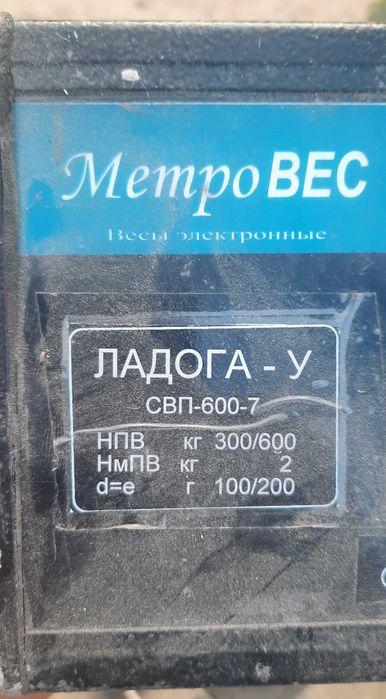 МетроВЕС
Весы электронные
ЛАДОГА - У
СВП-600-7
НПВ кг 300/600
НмПВ кг 2
d=e г 100/200